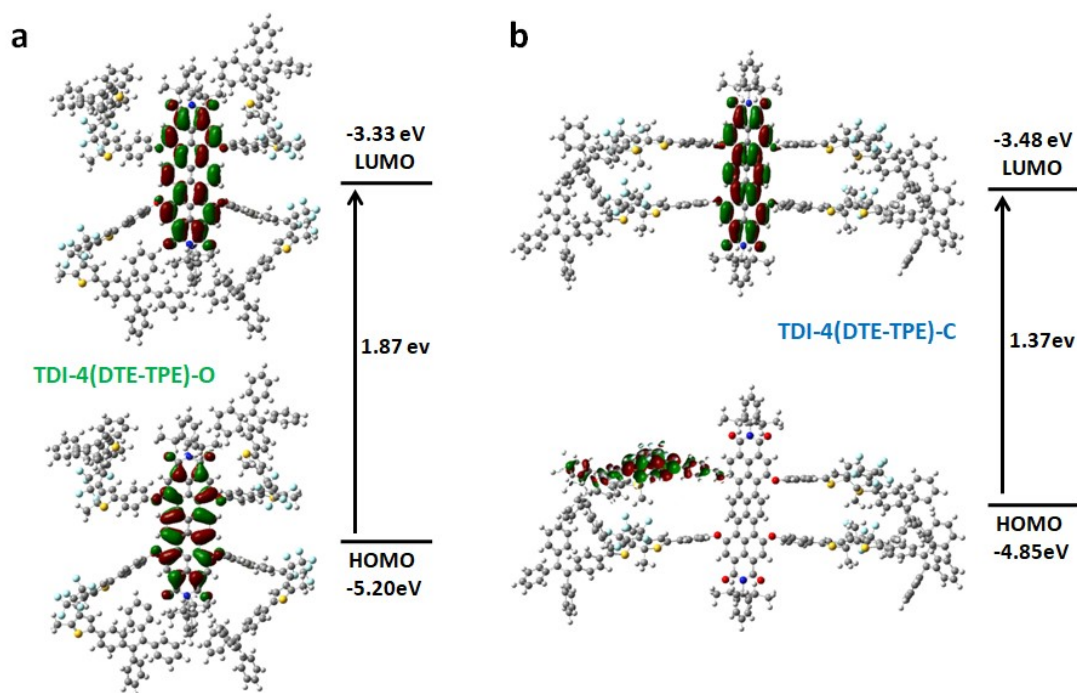 a
-3.33 eV
LUMO
1.87 ev
TDI-4(DTE-TPE)-O
HOMO
-5.20eV
b
-3.48 eV
LUMO
TDI-4(DTE-TPE)-C
1.37ev
HOMO
-4.85eV